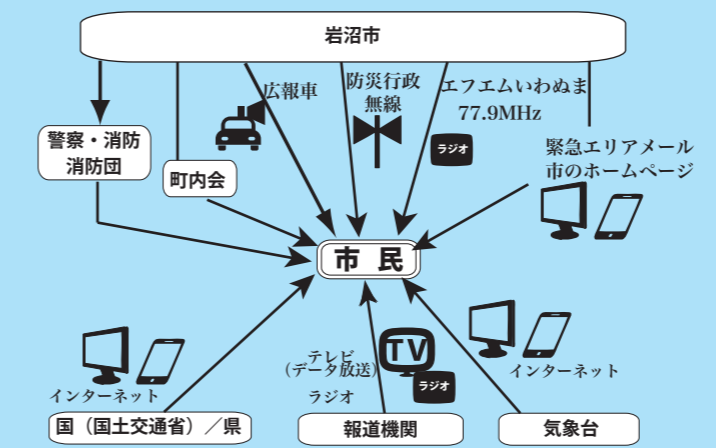 岩沼市
広報車
防災行政
無線
エフエムいわぬま
77.9MHz
ラジオ
緊急エリアメール
市のホームページ
警察・消防
消防団
町内会
市 民
インターネット
国（国土交通省）／県
テレビ
（データ放送）
ラジオ
TV
ラジオ
報道機関
インターネット
気象台